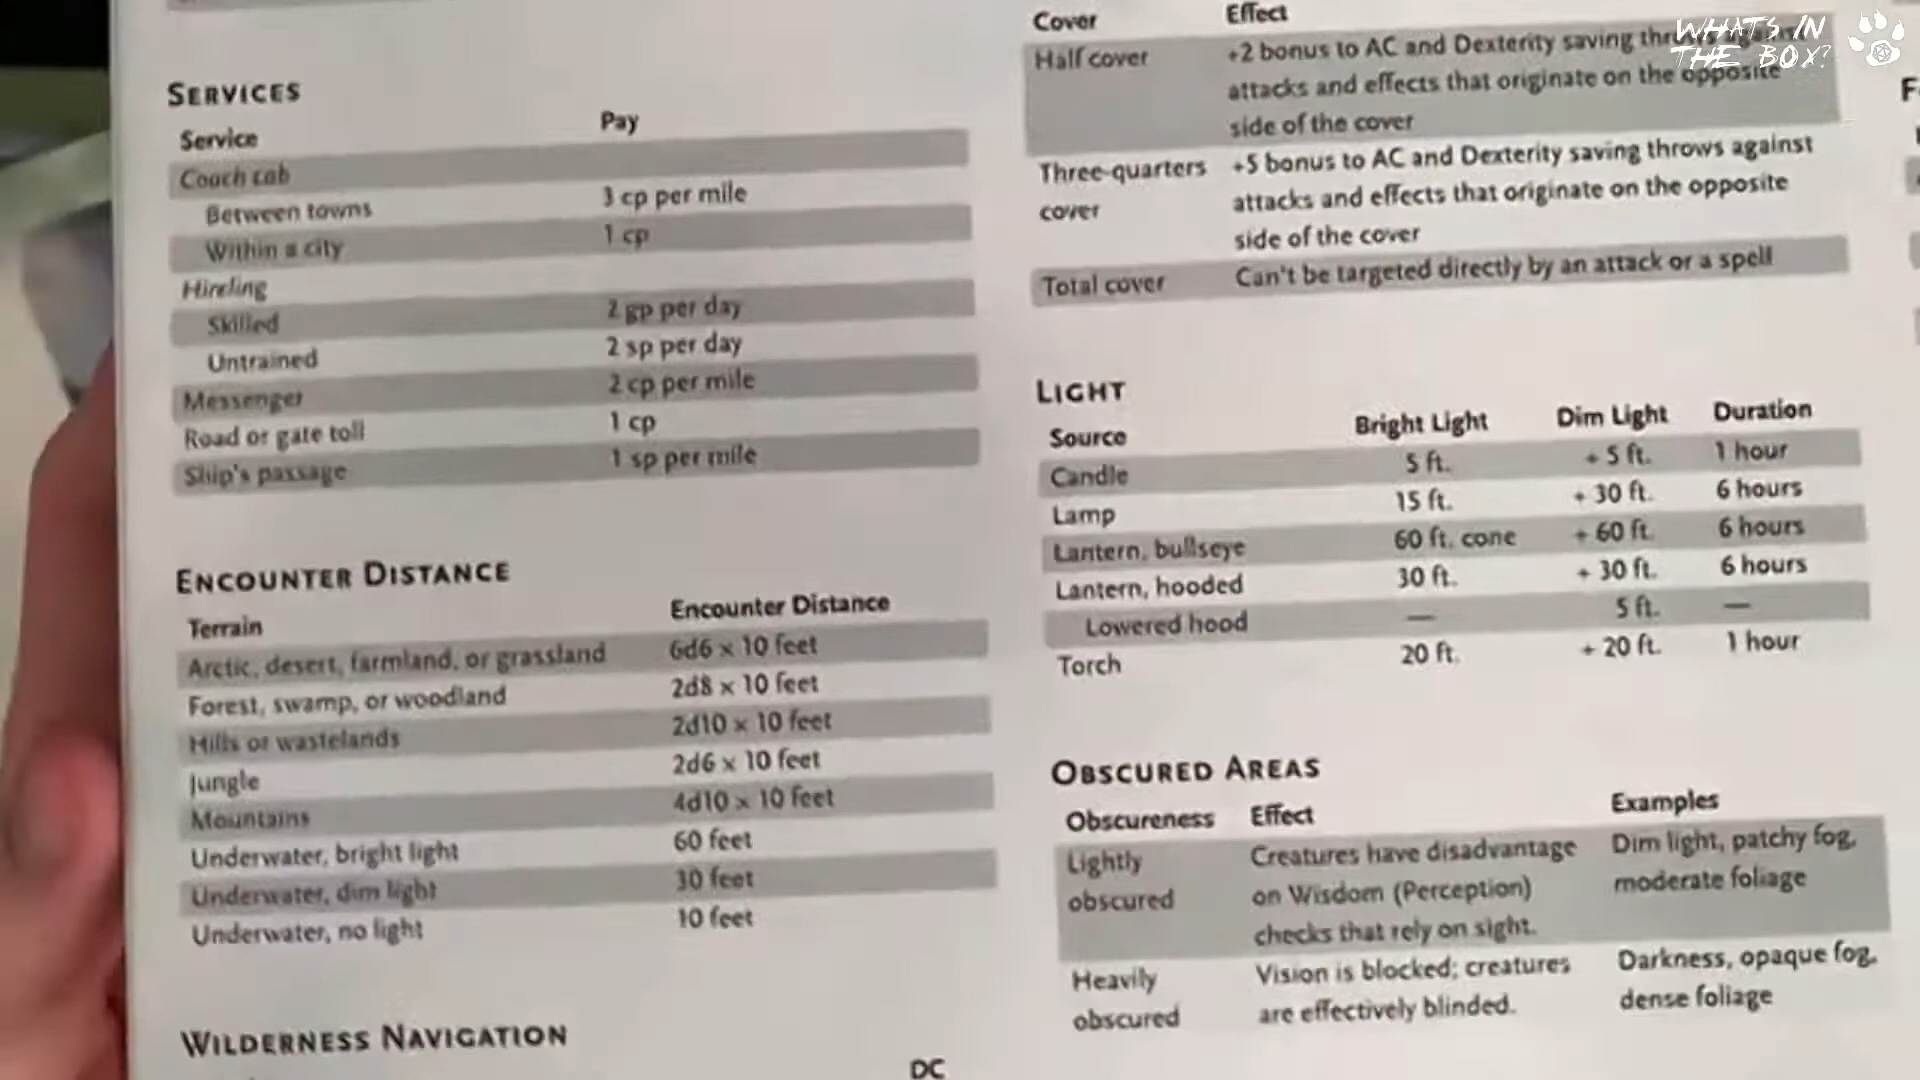 SERVICES
Service Pay
Coach cab
Between towns 3 cp per mile
Within a city 1 cp
Hireling
Skilled 2 gp per day
Untrained 2 sp per day
Messenger 2 cp per mile
Road or gate toll 1 cp
Ship's passage 1 sp per mile
ENCOUNTER DISTANCE
Terrain Encounter Distance
Arctic, desert, farmland, or grassland 6d6 × 10 feet
Forest, swamp, or woodland 2d8 × 10 feet
Hills or wastelands 2d10 × 10 feet
Jungle 2d6 × 10 feet
Mountains 4d10 × 10 feet
Underwater, bright light 60 feet
Underwater, dim light 30 feet
Underwater, no light 10 feet
WILDERNESS NAVIGATION
DC
Cover Effect
Half cover +2 bonus to AC and Dexterity saving throws against
attacks and effects that originate on the opposite
side of the cover
Three-quarters +5 bonus to AC and Dexterity saving throws against
cover attacks and effects that originate on the opposite
side of the cover
Total cover Can't be targeted directly by an attack or a spell
LIGHT
Source Bright Light Dim Light Duration
Candle 5 ft. + 5 ft. 1 hour
Lamp 15 ft. + 30 ft. 6 hours
Lantern, bullseye 60 ft. cone + 60 ft. 6 hours
Lantern, hooded 30 ft. + 30 ft. 6 hours
Lowered hood — 5 ft. —
Torch 20 ft. + 20 ft. 1 hour
OBSCURED AREAS
Obscureness Effect Examples
Lightly Creatures have disadvantage Dim light, patchy fog,
obscured on Wisdom (Perception) moderate foliage
checks that rely on sight.
Heavily Vision is blocked; creatures Darkness, opaque fog,
obscured are effectively blinded. dense foliage
WHAT'S IN
THE BOX?